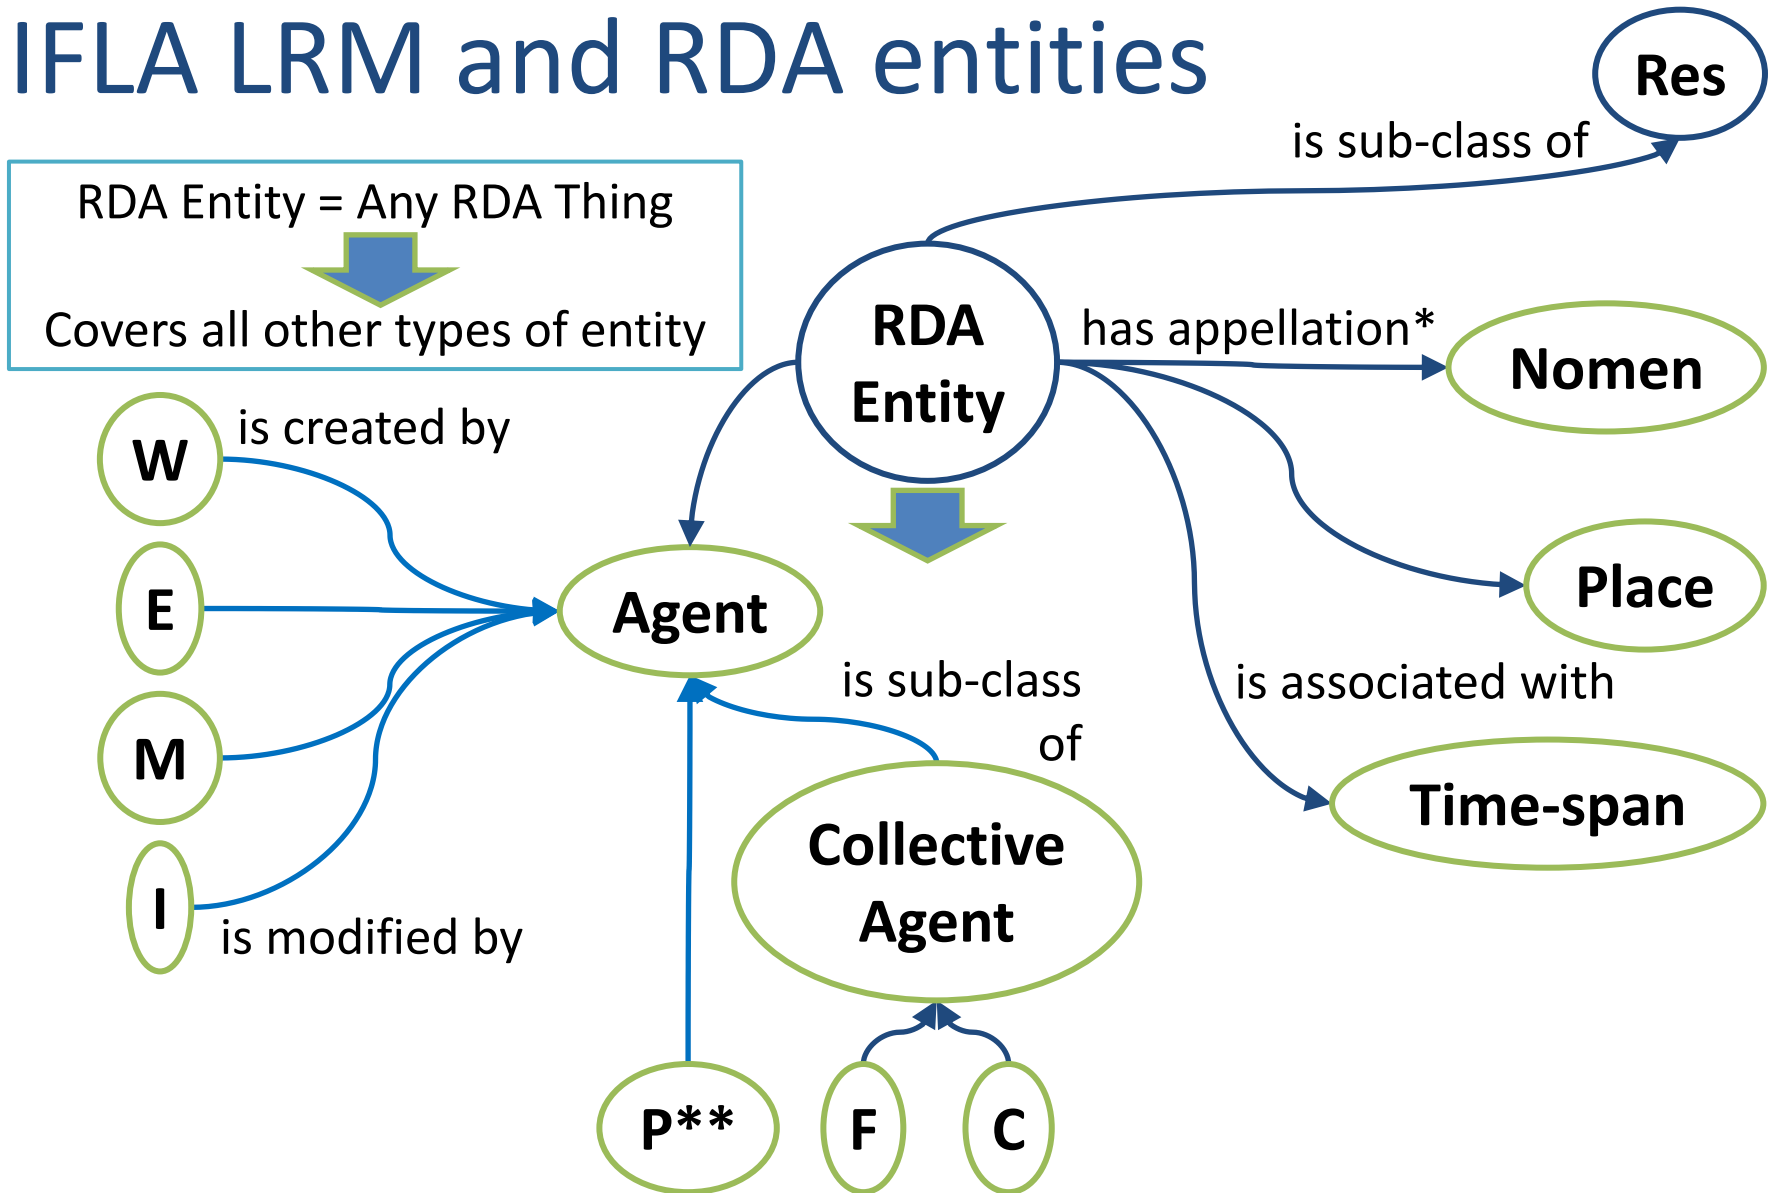 IFLA LRM and RDA entities
Res
is sub-class of
RDA Entity = Any RDA Thing
Covers all other types of entity
RDA
Entity
has appellation*
Nomen
W
is created by
E
Agent
Place
is sub-class
of
is associated with
M
Time-span
Collective
Agent
I
is modified by
P**
F
C